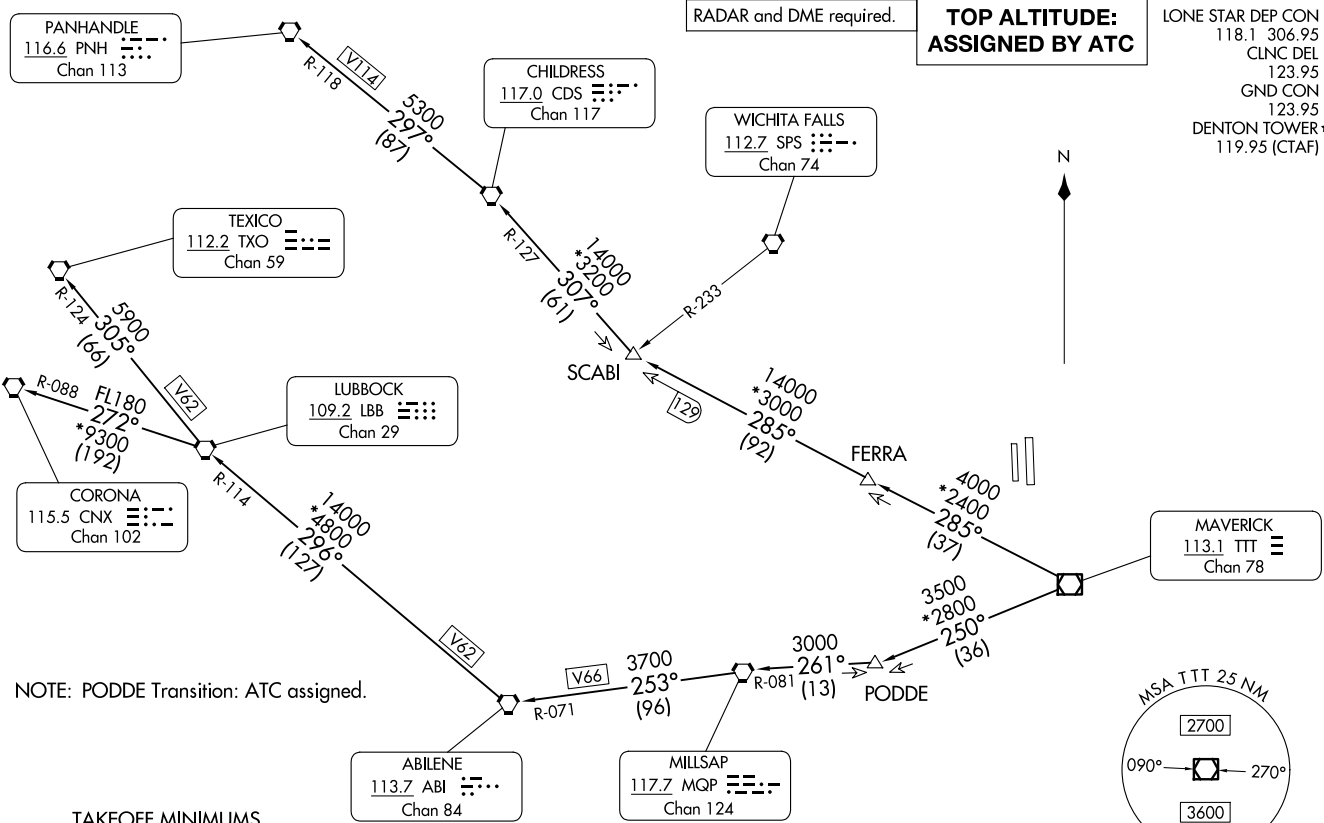 RADAR and DME required.
TOP ALTITUDE:
ASSIGNED BY ATC
LONE STAR DEP CON
118.1 306.95
CLNC DEL
123.95
GND CON
123.95
DENTON TOWER★
119.95 (CTAF)
PANHANDLE
116.6 PNH
Chan 113
R-118
V114
5300
297°
(87)
CHILDRESS
117.0 CDS
Chan 117
WICHITA FALLS
112.7 SPS
Chan 74
N
R-127
14000
*3200
307°
(61)
R-233
SCABI
TEXICO
112.2 TXO
Chan 59
R-124
5900
305°
(66)
V62
R-088
FL180
272°
*9300
(192)
LUBBOCK
109.2 LBB
Chan 29
CORONA
115.5 CNX
Chan 102
R-114
14000
*4800
296°
(127)
V62
129
14000
*3000
285°
(92)
FERRA
4000
*2400
285°
(37)
MAVERICK
113.1 TTT
Chan 78
3500
*2800
250°
(36)
PODDE
3000
261°
(13)
R-081
V66
3700
253°
(96)
R-071
NOTE: PODDE Transition: ATC assigned.
ABILENE
113.7 ABI
Chan 84
MILLSAP
117.7 MQP
Chan 124
MSA TTT 25 NM
2700
090°
270°
3600
TAKEOFF MINIMUMS